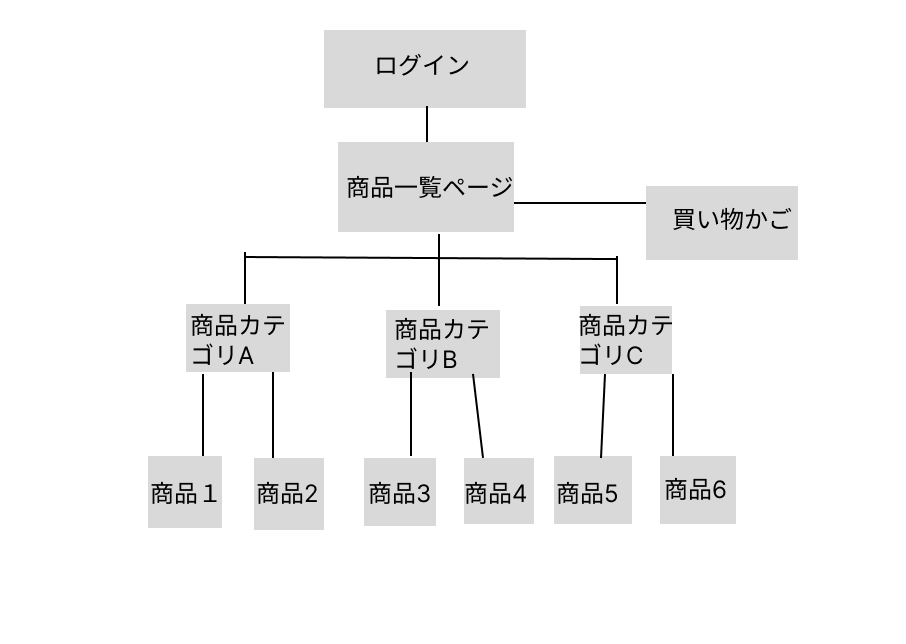 ログイン
商品一覧ページ
買い物かご
商品カテ
ゴリA
商品カテ
ゴリB
商品カテ
ゴリC
商品１
商品2
商品3
商品4
商品5
商品6